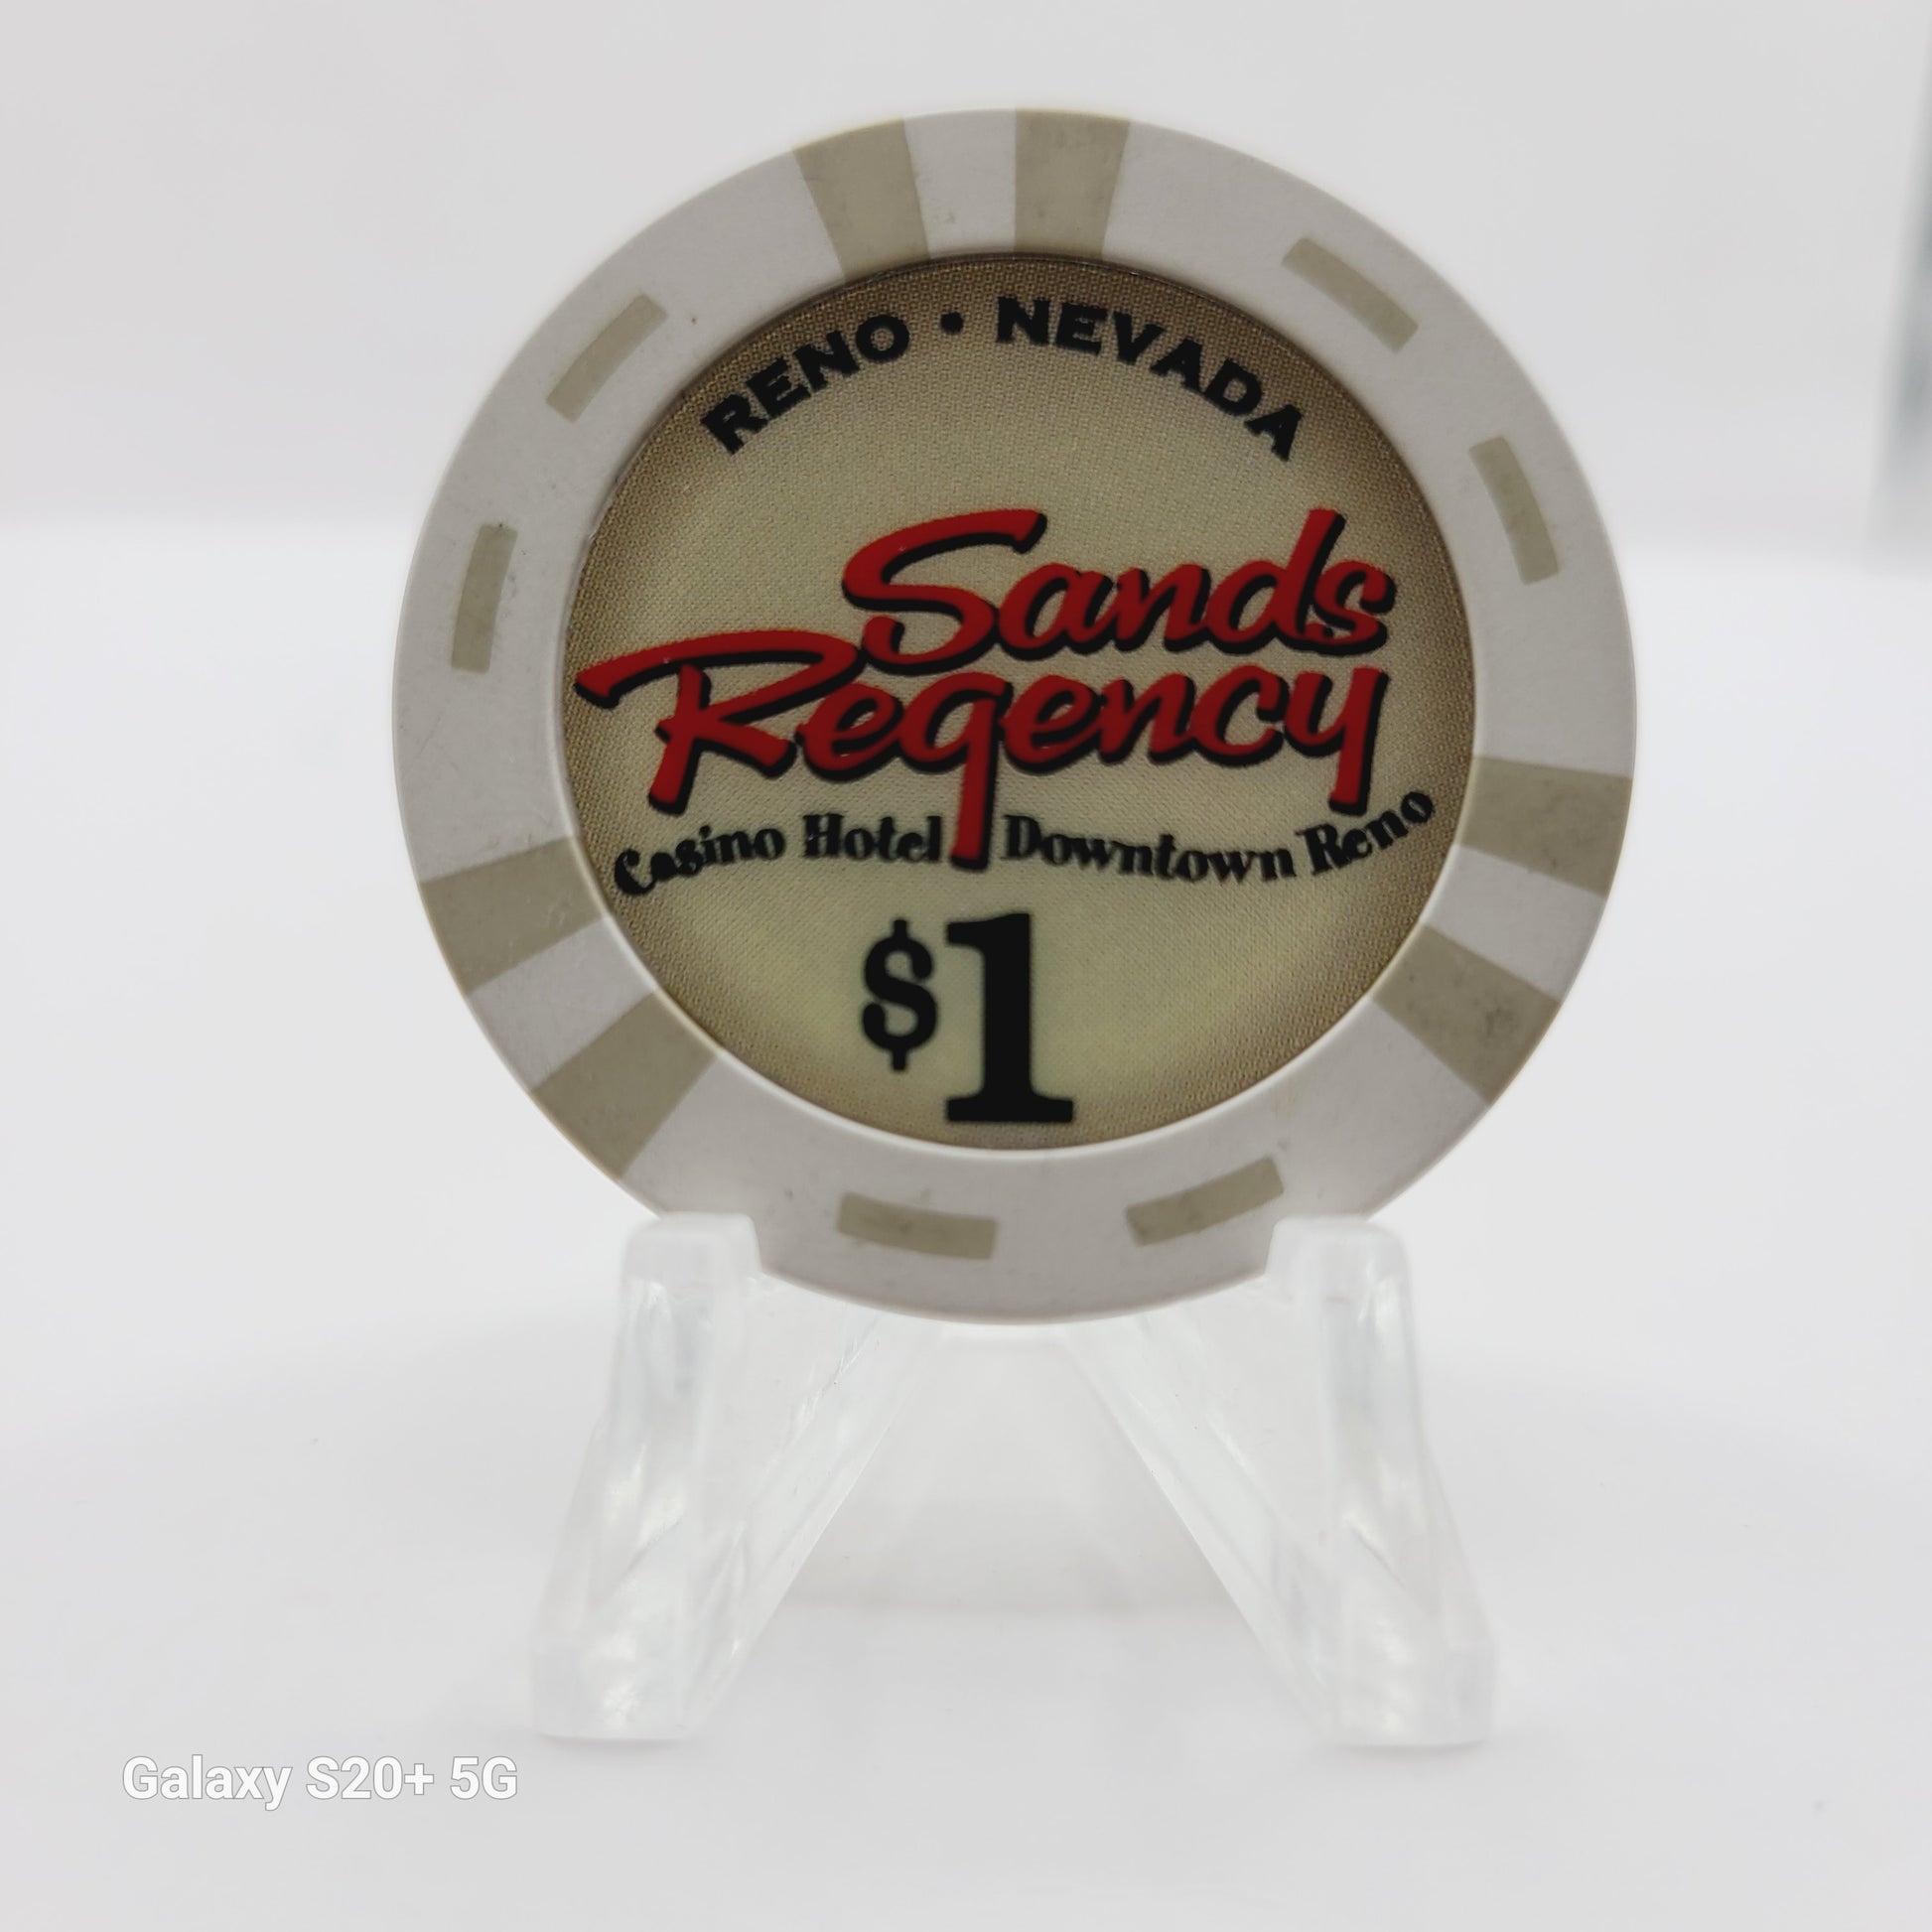 RENO • NEVADA
Sands
Regency
Casino Hotel Downtown Reno
$1
Galaxy S20+ 5G